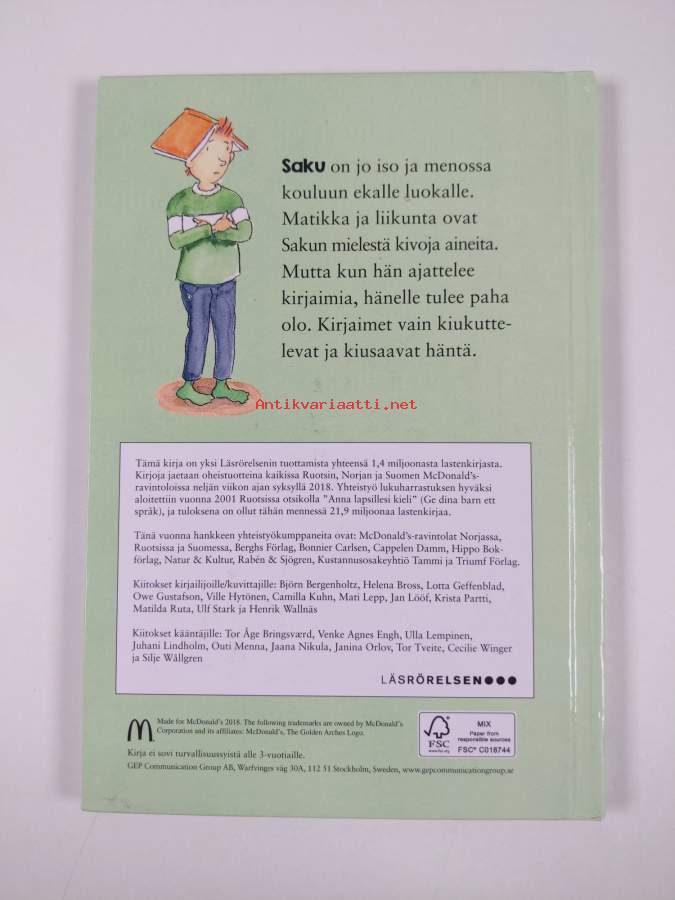 Saku on jo iso ja menossa
kouluun ekalle luokalle.
Matikka ja liikunta ovat
Sakun mielestä kivoja aineita.
Mutta kun hän ajattelee
kirjaimia, hänelle tulee paha
olo. Kirjaimet vain kiukutte-
levat ja kiusaavat häntä.
Antikvariaatti.net
Tämä kirja on yksi Läsrörelsenin tuottamista yhteensä 1,4 miljoonasta lastenkirjasta.
Kirjoja jaetaan oheistuotteina kaikissa Ruotsin, Norjan ja Suomen McDonald's-
ravintoloissa neljän viikon ajan syksyllä 2018. Yhteistyö lukuharrastuksen hyväksi
aloitettiin vuonna 2001 Ruotsissa otsikolla "Anna lapsillesi kieli" (Ge dina barn ett
språk), ja tuloksena on ollut tähän mennessä 21,9 miljoonaa lastenkirjaa.
Tänä vuonna hankkeen yhteistyökumppaneita ovat: McDonald's-ravintolat Norjassa,
Ruotsissa ja Suomessa, Berghs Förlag, Bonnier Carlsen, Cappelen Damm, Hippo Bok-
förlag, Natur & Kultur, Rabén & Sjögren, Kustannusosakeyhtiö Tammi ja Triumf Förlag.
Kiitokset kirjailijoille/kuvittajille: Björn Bergenholtz, Helena Bross, Lotta Geffenblad,
Owe Gustafson, Ville Hytönen, Camilla Kuhn, Mati Lepp, Jan Lööf, Krista Partti,
Matilda Ruta, Ulf Stark ja Henrik Wallnäs
Kiitokset kääntäjille: Tor Åge Bringsværd, Venke Agnes Engh, Ulla Lempinen,
Juhani Lindholm, Outi Menna, Jaana Nikula, Janina Orlov, Tor Tveite, Cecilie Winger
ja Silje Wållgren
LÄSRÖRELSEN●●●
Made for McDonald's 2018. The following trademarks are owned by McDonald's
Corporation and its affiliates: McDonald's, The Golden Arches Logo.
Kirja ei sovi turvallisuussyistä alle 3-vuotiaille.
GEP Communication Group AB, Warfvinges väg 30A, 112 51 Stockholm, Sweden, www.gepcommunicationgroup.se
FSC
www.fsc.org
MIX
Paper from
responsible sources
FSC® C018744